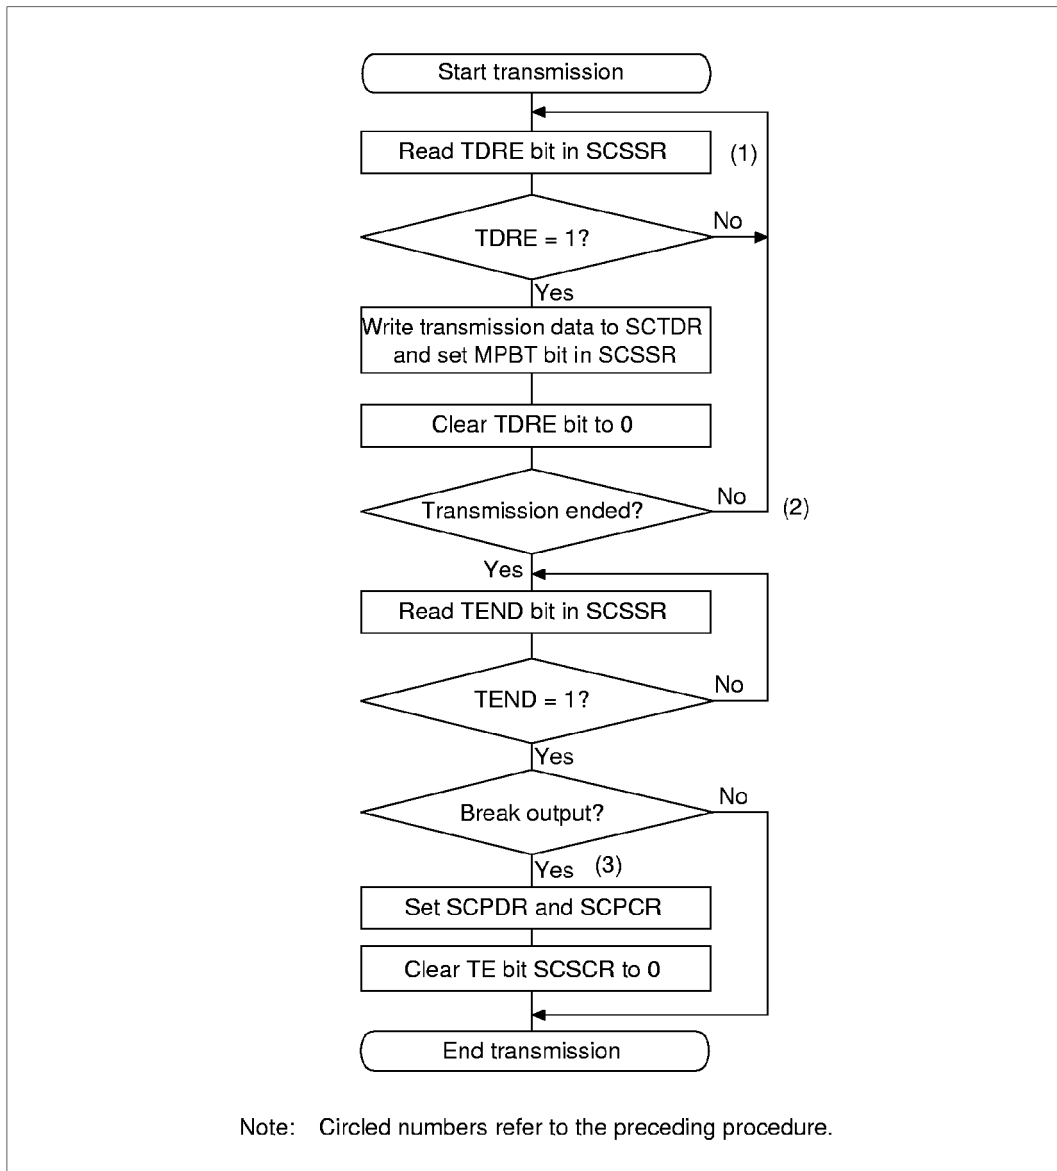 Start transmission
Read TDRE bit in SCSSR
(1)
TDRE = 1?
No
Yes
Write transmission data to SCTDR
and set MPBT bit in SCSSR
Clear TDRE bit to 0
Transmission ended?
No
(2)
Yes
Read TEND bit in SCSSR
TEND = 1?
No
Yes
Break output?
No
Yes
(3)
Set SCPDR and SCPCR
Clear TE bit SCSCR to 0
End transmission
Note: Circled numbers refer to the preceding procedure.